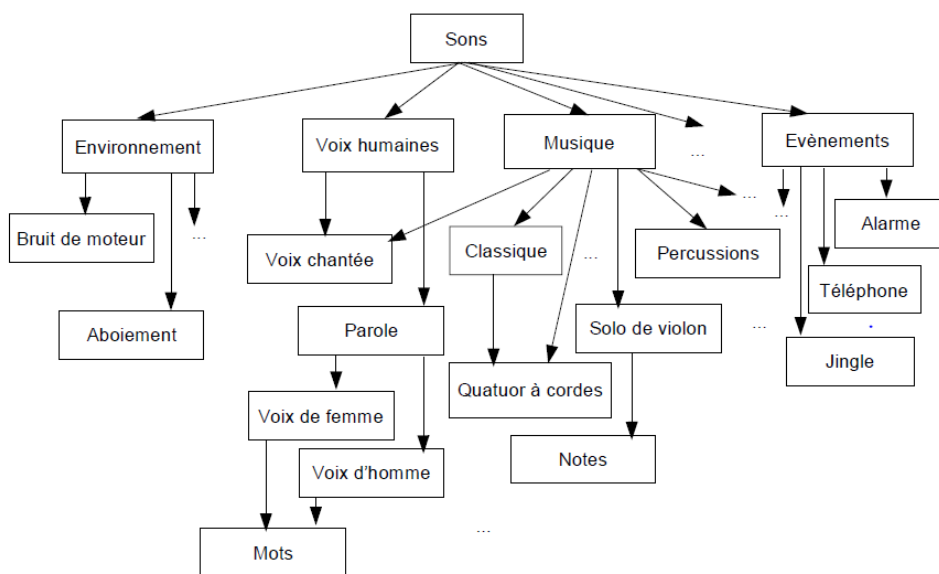 Sons
Environnement
Voix humaines
Musique
...
Evènements
Bruit de moteur
...
Voix chantée
Classique
...
Percussions
...
...
Alarme
Aboiement
Parole
Solo de violon
...
Téléphone
.
Jingle
Voix de femme
Quatuor à cordes
Voix d'homme
Notes
Mots
...